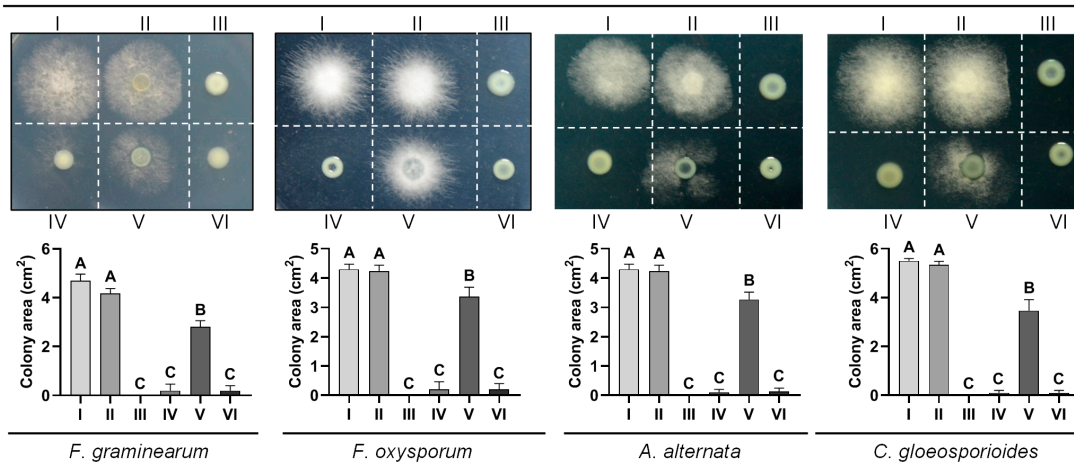 I II III I II III I II III I II III
IV V VI IV V VI IV V VI IV V VI
Colony area (cm²)
6
4
2
0
A A C C B C
I II III IV V VI
F. graminearum
Colony area (cm²)
5
4
3
2
1
0
A A C C B C
I II III IV V VI
F. oxysporum
Colony area (cm²)
5
4
3
2
1
0
A A C C B C
I II III IV V VI
A. alternata
Colony area (cm²)
6
4
2
0
A A C C B C
I II III IV V VI
C. gloeosporioides